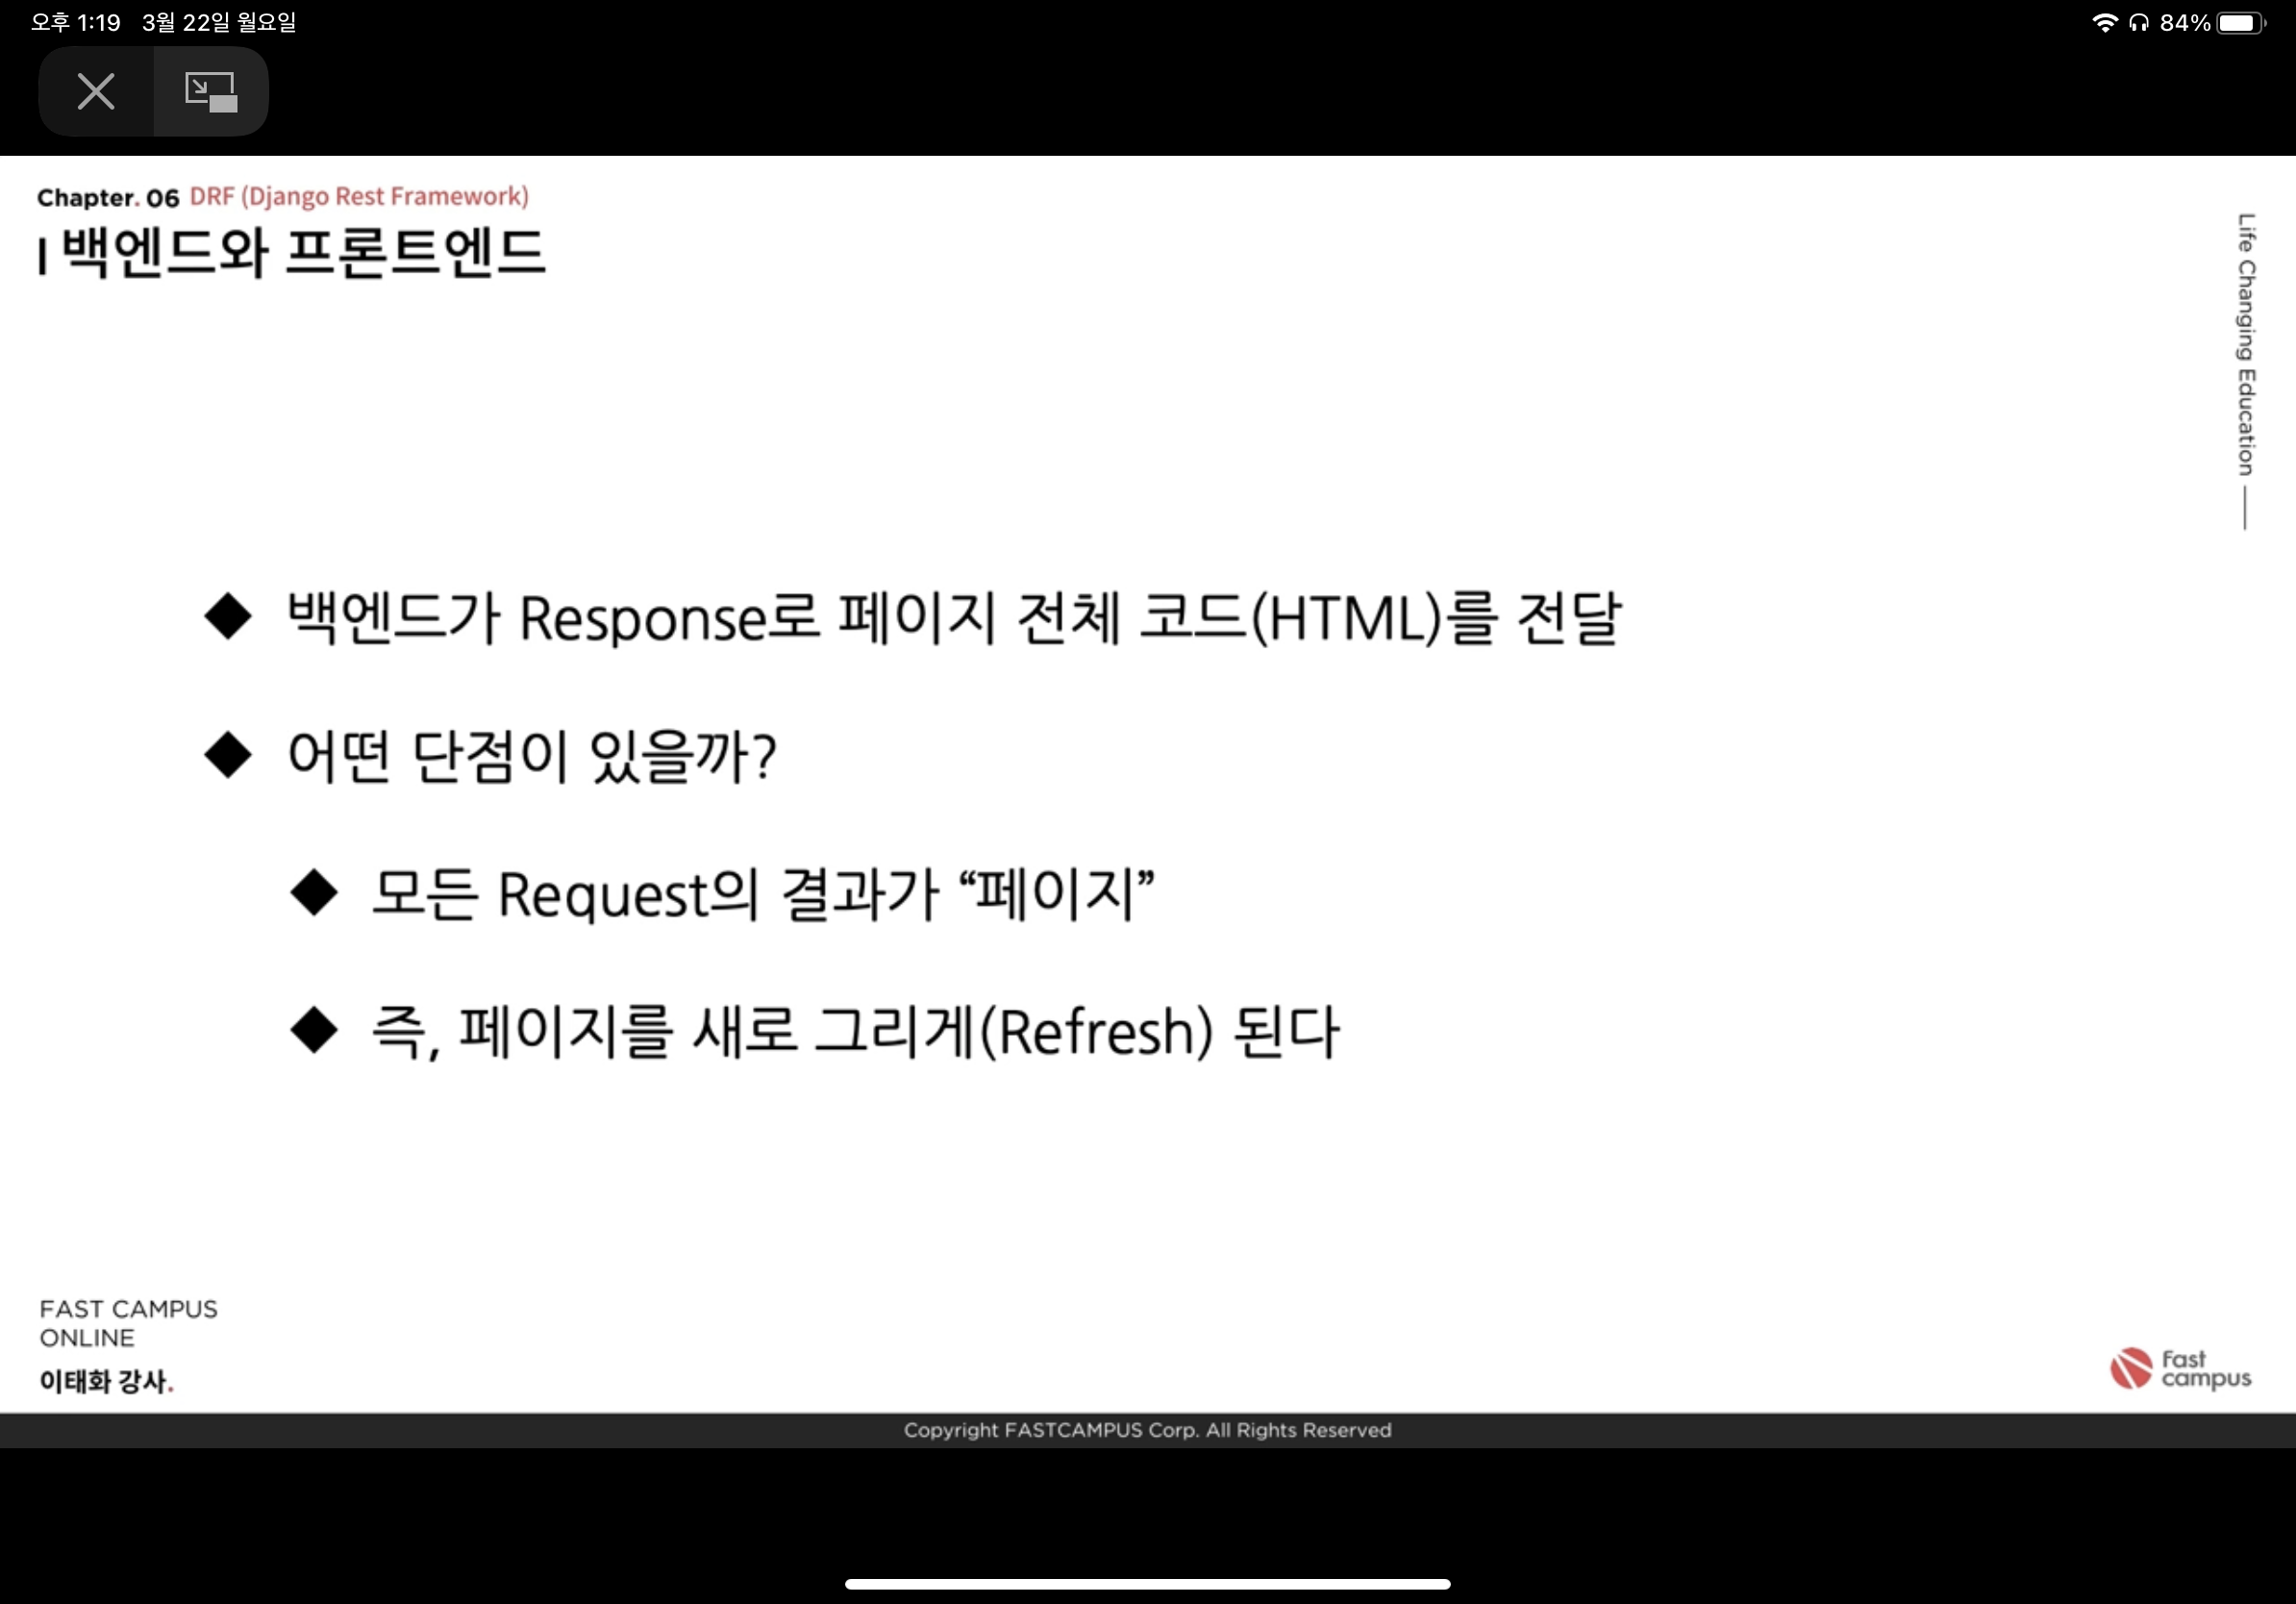 오후 1:19 3월 22일 월요일
84%
Chapter. 06 DRF (Django Rest Framework)
백엔드와 프론트엔드
Life Changing Education
◆ 백엔드가 Response로 페이지 전체 코드(HTML)를 전달
◆ 어떤 단점이 있을까?
◆ 모든 Request의 결과가 “페이지”
◆ 즉, 페이지를 새로 그리게(Refresh) 된다
FAST CAMPUS
ONLINE
이태화 강사.
Fast
campus
Copyright FASTCAMPUS Corp. All Rights Reserved